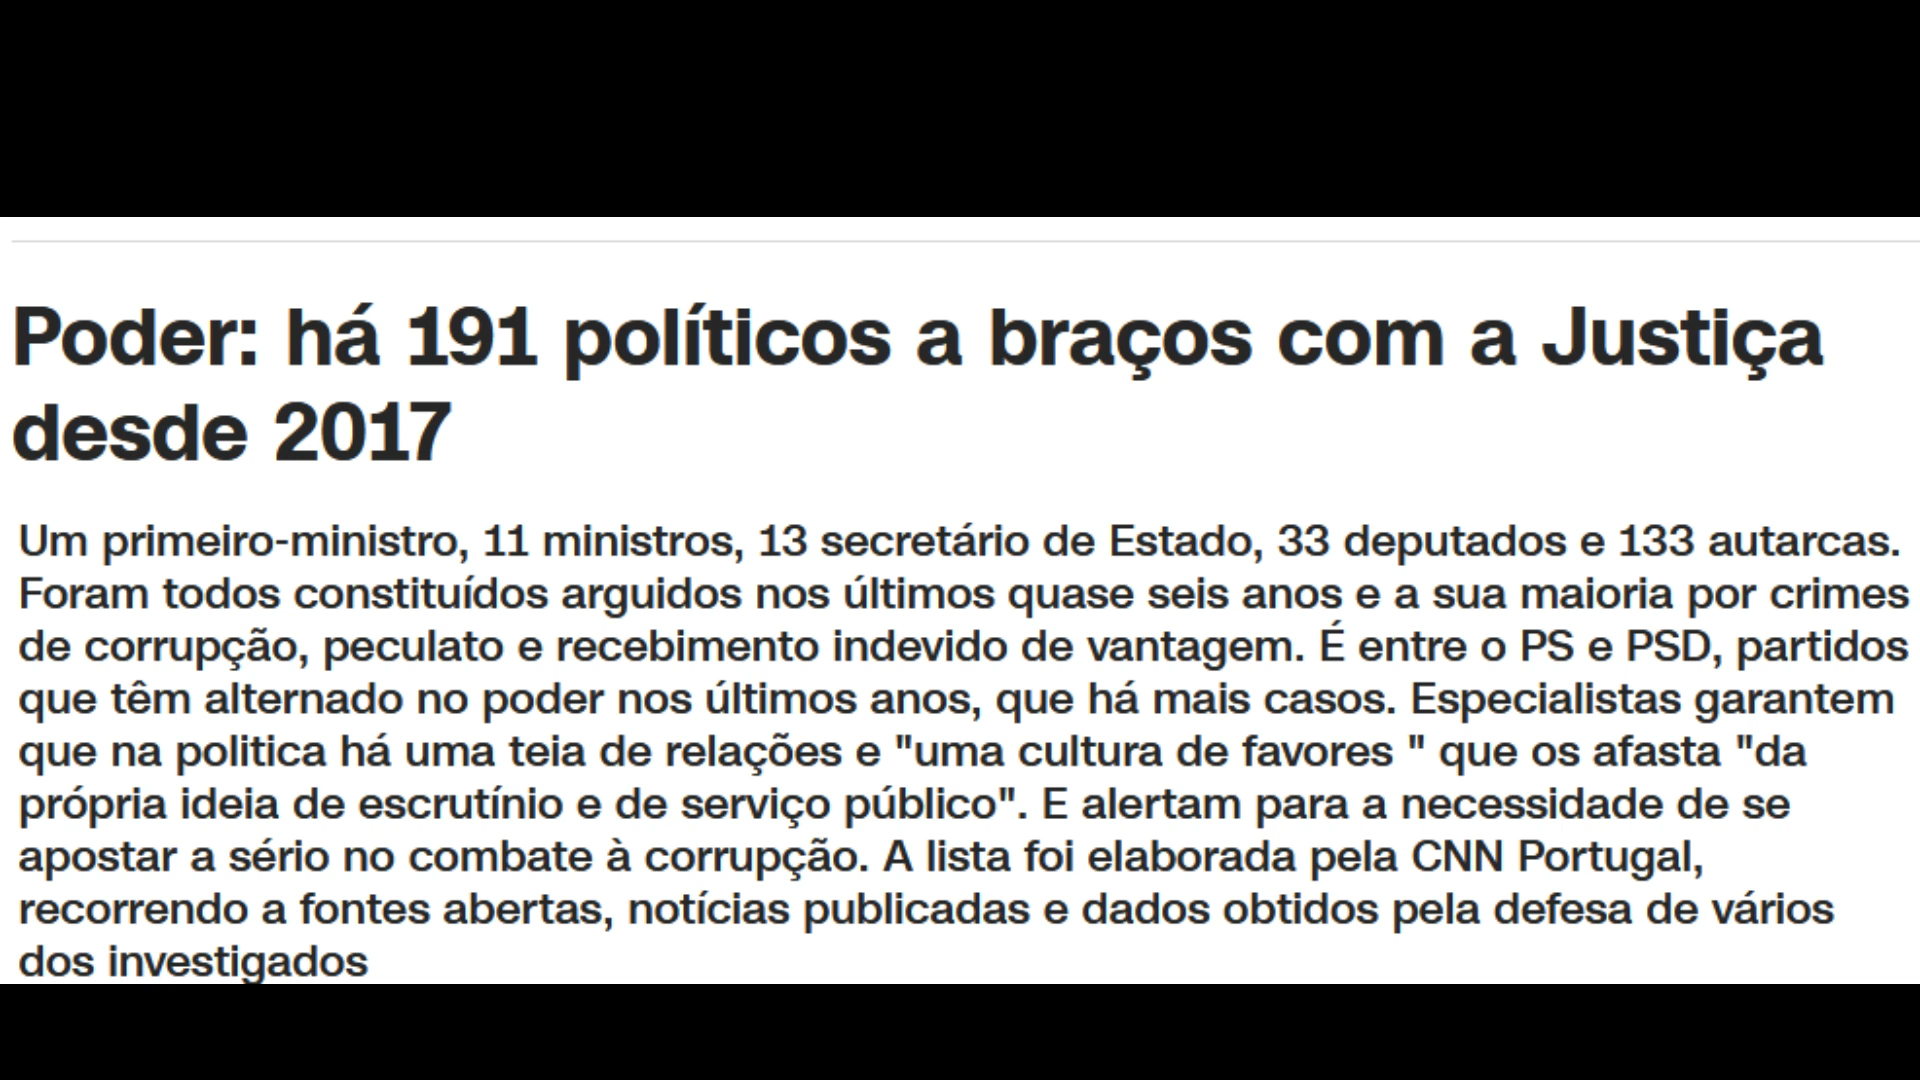 Poder: há 191 políticos a braços com a Justiça
desde 2017
Um primeiro-ministro, 11 ministros, 13 secretário de Estado, 33 deputados e 133 autarcas.
Foram todos constituídos arguidos nos últimos quase seis anos e a sua maioria por crimes
de corrupção, peculato e recebimento indevido de vantagem. É entre o PS e PSD, partidos
que têm alternado no poder nos últimos anos, que há mais casos. Especialistas garantem
que na politica há uma teia de relações e "uma cultura de favores " que os afasta "da
própria ideia de escrutínio e de serviço público". E alertam para a necessidade de se
apostar a sério no combate à corrupção. A lista foi elaborada pela CNN Portugal,
recorrendo a fontes abertas, notícias publicadas e dados obtidos pela defesa de vários
dos investigados